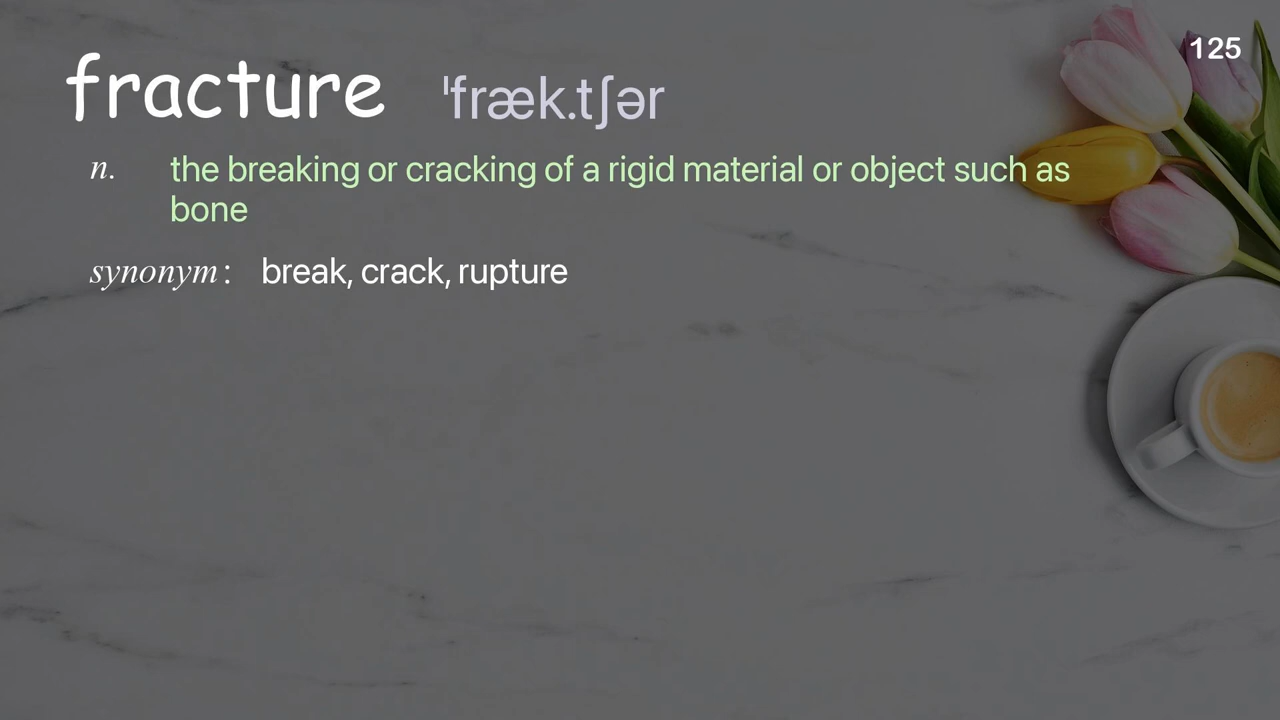 125
fracture ˈfræk.tʃər
n. the breaking or cracking of a rigid material or object such as
bone
synonym: break, crack, rupture